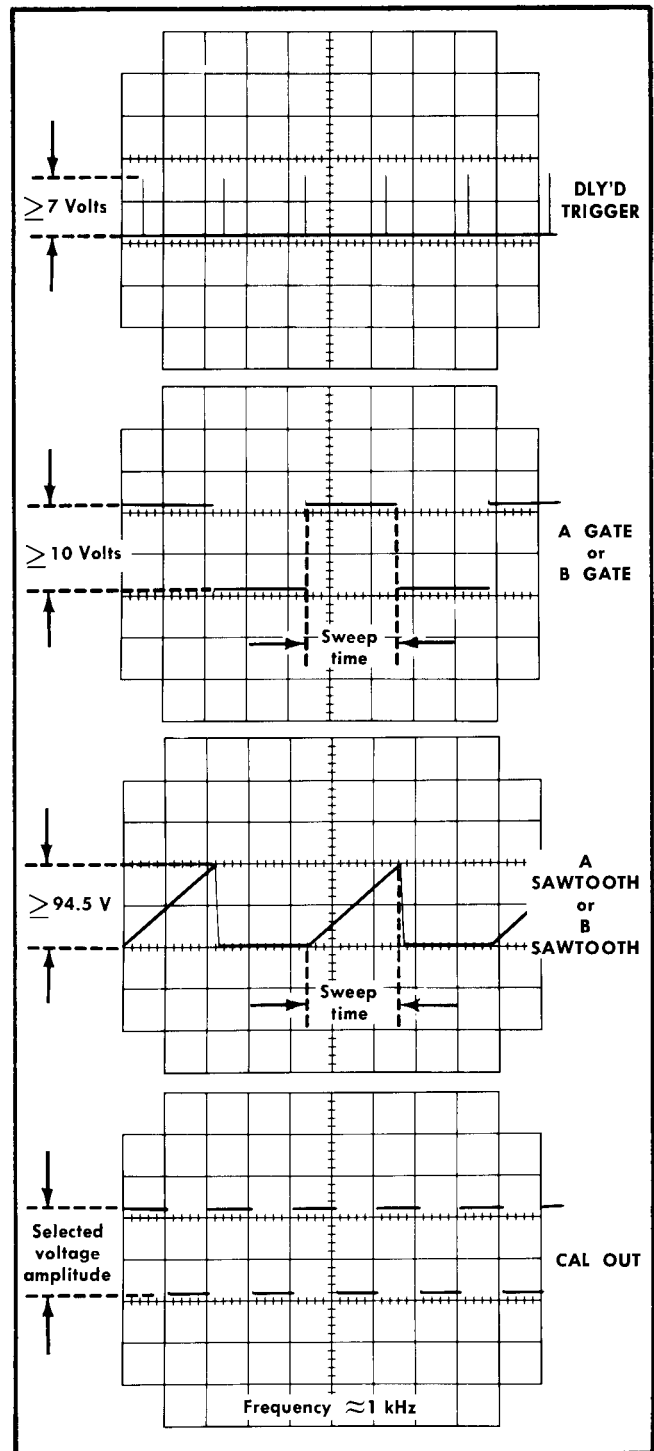 ≥7 Volts
DLY'D
TRIGGER
≥10 Volts
A GATE
or
B GATE
Sweep
time
≥94.5 V
A
SAWTOOTH
or
B
SAWTOOTH
Sweep
time
Selected
voltage
amplitude
CAL OUT
Frequency ≈1 kHz